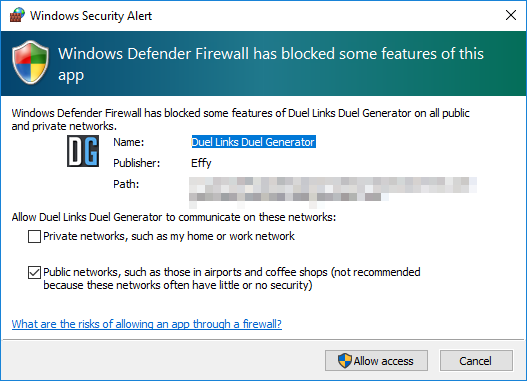 Windows Security Alert
Windows Defender Firewall has blocked some features of this
app
Windows Defender Firewall has blocked some features of Duel Links Duel Generator on all public
and private networks.
DG
Name: Duel Links Duel Generator
Publisher: Effy
Path:
Allow Duel Links Duel Generator to communicate on these networks:
Private networks, such as my home or work network
Public networks, such as those in airports and coffee shops (not recommended
because these networks often have little or no security)
What are the risks of allowing an app through a firewall?
Allow access
Cancel